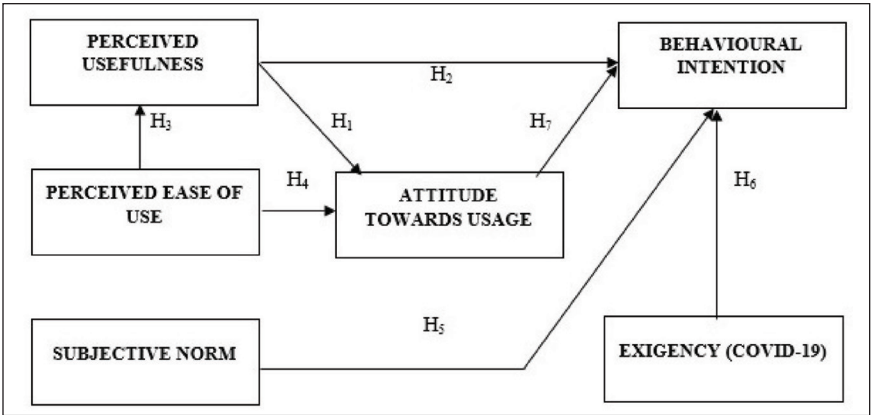 PERCEIVED
USEFULNESS
BEHAVIOURAL
INTENTION
H2
H3
H1
H7
PERCEIVED EASE OF
USE
H4
ATTITUDE
TOWARDS USAGE
H6
H5
SUBJECTIVE NORM
EXIGENCY (COVID-19)